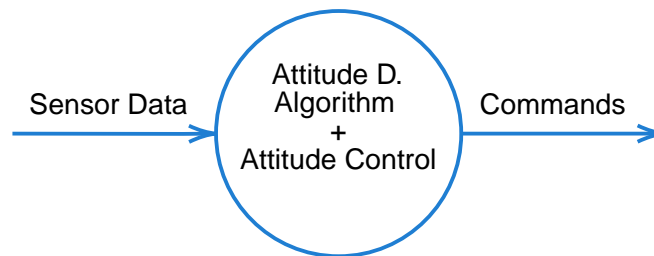 Sensor Data
Attitude D.
Algorithm
+
Attitude Control
Commands